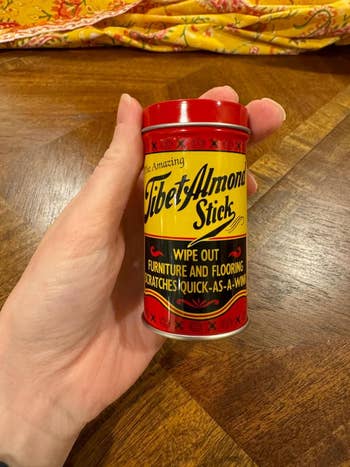 The Amazing
Tibet Almond
Stick
WIPE OUT
FURNITURE AND FLOORING
SCRATCHES QUICK-AS-A-WINK